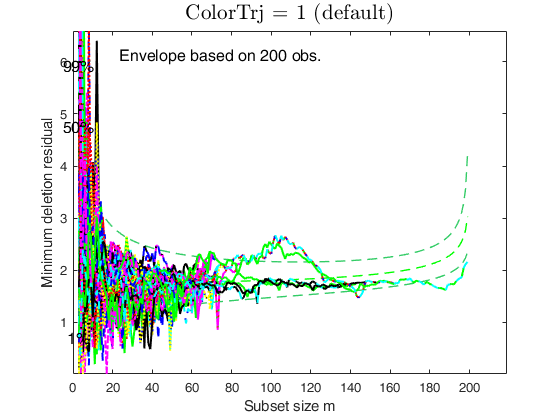 ColorTrj = 1 (default)
Envelope based on 200 obs.
6
99%
5
50%
4
3
2
1
1%
Minimum deletion residual
0 20 40 60 80 100 120 140 160 180 200
Subset size m